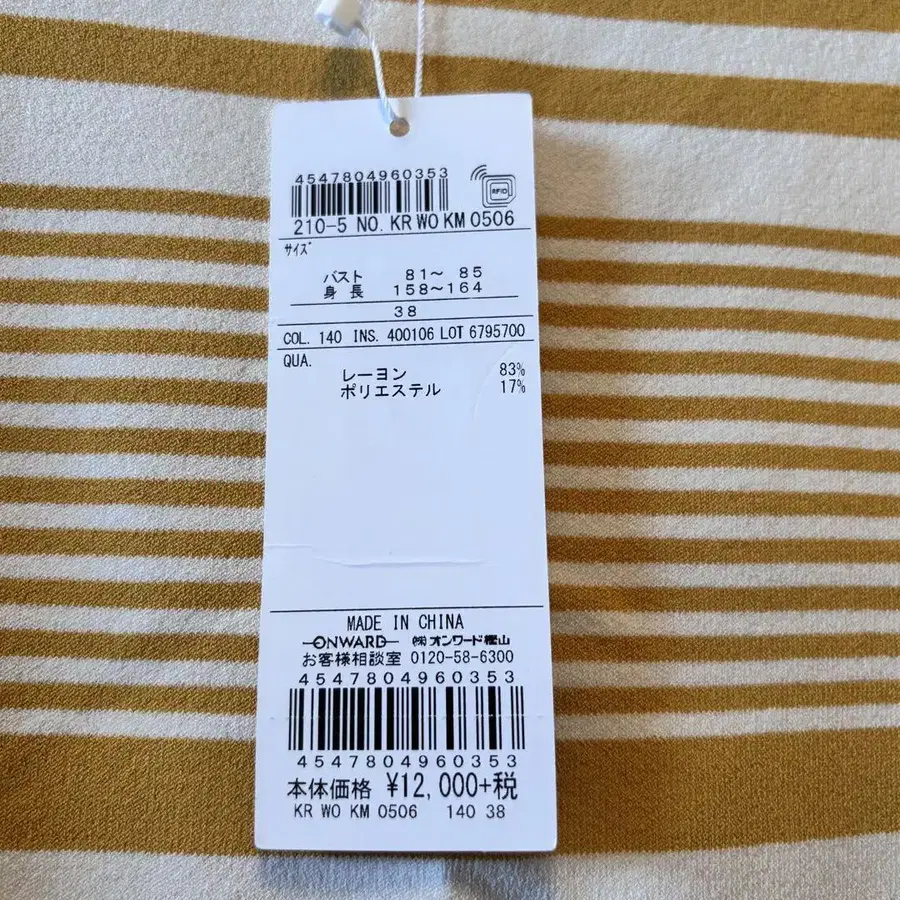 4547804960353
RFID
210-5 NO. KR WO KM 0506
サイズ
バスト 81～ 85
身長 158～164
38
COL. 140 INS. 400106 LOT 6795700
QUA.
レーヨン 83%
ポリエステル 17%
MADE IN CHINA
ONWARD ㈱オンワード樫山
お客様相談室 0120-58-6300
4547804960353
4547804960353
本体価格 ¥12,000+税
KR WO KM 0506 140 38